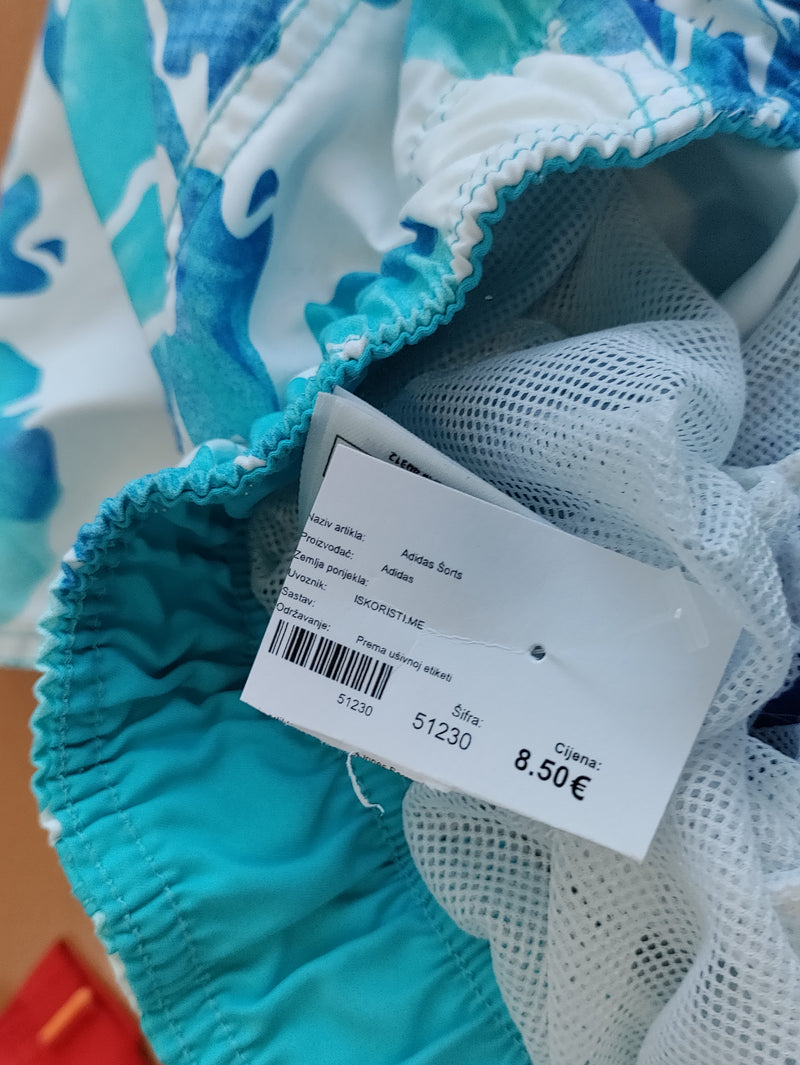 Naziv artikla: Adidas Šorts
Proizvođač: Adidas
Zemlja porijekla:
Uvoznik: ISKORISTI.ME
Sastav:
Održavanje: Prema ušivnoj etiketi
51230
Šifra:
51230
Cijena:
8.50€